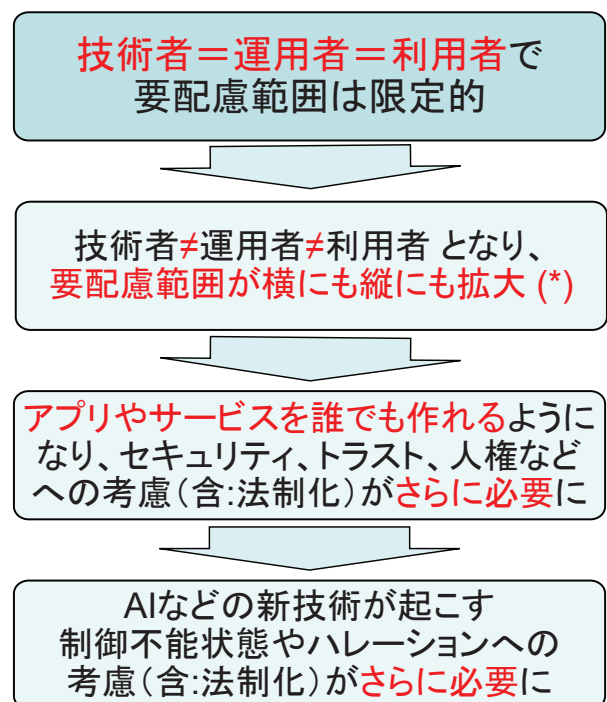 技術者＝運用者＝利用者で
要配慮範囲は限定的
技術者≠運用者≠利用者 となり、
要配慮範囲が横にも縦にも拡大 (*)
アプリやサービスを誰でも作れるように
なり、セキュリティ、トラスト、人権など
への考慮（含:法制化）がさらに必要に
AIなどの新技術が起こす
制御不能状態やハレーションへの
考慮（含:法制化）がさらに必要に